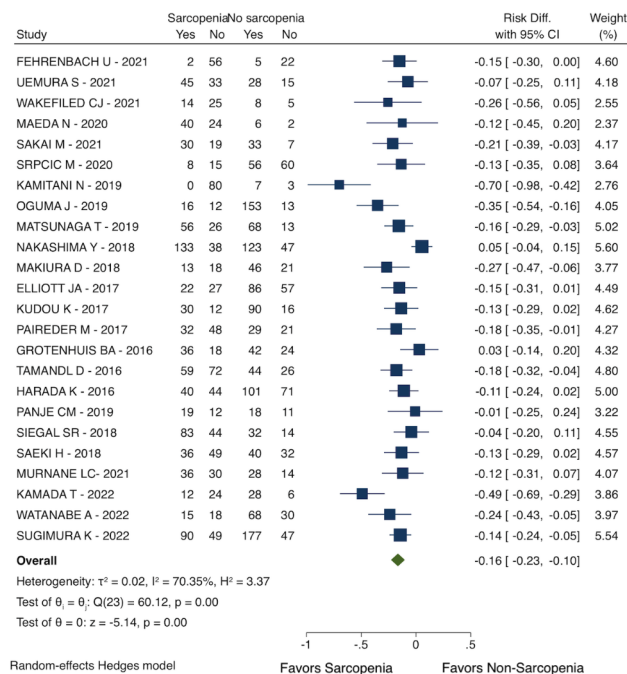 Sarcopenia No sarcopenia Risk Diff. Weight
Study Yes No Yes No with 95% CI (%)
FEHRENBACH U - 2021 2 56 5 22 -0.15 [ -0.30, 0.00] 4.60
UEMURA S - 2021 45 33 28 15 -0.07 [ -0.25, 0.11] 4.18
WAKEFILED CJ - 2021 14 25 8 5 -0.26 [ -0.56, 0.05] 2.55
MAEDA N - 2020 40 24 6 2 -0.12 [ -0.45, 0.20] 2.37
SAKAI M - 2021 30 19 33 7 -0.21 [ -0.39, -0.03] 4.17
SRPCIC M - 2020 8 15 56 60 -0.13 [ -0.35, 0.08] 3.64
KAMITANI N - 2019 0 80 7 3 -0.70 [ -0.98, -0.42] 2.76
OGUMA J - 2019 16 12 153 13 -0.35 [ -0.54, -0.16] 4.05
MATSUNAGA T - 2019 56 26 68 13 -0.16 [ -0.29, -0.03] 5.02
NAKASHIMA Y - 2018 133 38 123 47 0.05 [ -0.04, 0.15] 5.60
MAKIURA D - 2018 13 18 46 21 -0.27 [ -0.47, -0.06] 3.77
ELLIOTT JA - 2017 22 27 86 57 -0.15 [ -0.31, 0.01] 4.49
KUDOU K - 2017 30 12 90 16 -0.13 [ -0.29, 0.02] 4.62
PAIREDER M - 2017 32 48 29 21 -0.18 [ -0.35, -0.01] 4.27
GROTENHUIS BA - 2016 36 18 42 24 0.03 [ -0.14, 0.20] 4.32
TAMANDL D - 2016 59 72 44 26 -0.18 [ -0.32, -0.04] 4.80
HARADA K - 2016 40 44 101 71 -0.11 [ -0.24, 0.02] 5.00
PANJE CM - 2019 19 12 18 11 -0.01 [ -0.25, 0.24] 3.22
SIEGAL SR - 2018 83 44 32 14 -0.04 [ -0.20, 0.11] 4.55
SAEKI H - 2018 36 49 40 32 -0.13 [ -0.29, 0.02] 4.57
MURNANE LC- 2021 36 30 28 14 -0.12 [ -0.31, 0.07] 4.07
KAMADA T - 2022 12 24 28 6 -0.49 [ -0.69, -0.29] 3.86
WATANABE A - 2022 15 18 68 30 -0.24 [ -0.43, -0.05] 3.97
SUGIMURA K - 2022 90 49 177 47 -0.14 [ -0.24, -0.05] 5.54
Overall -0.16 [ -0.23, -0.10]
Heterogeneity: τ² = 0.02, I² = 70.35%, H² = 3.37
Test of θᵢ = θⱼ: Q(23) = 60.12, p = 0.00
Test of θ = 0: z = -5.14, p = 0.00
-1 -.5 0 .5
Random-effects Hedges model Favors Sarcopenia Favors Non-Sarcopenia